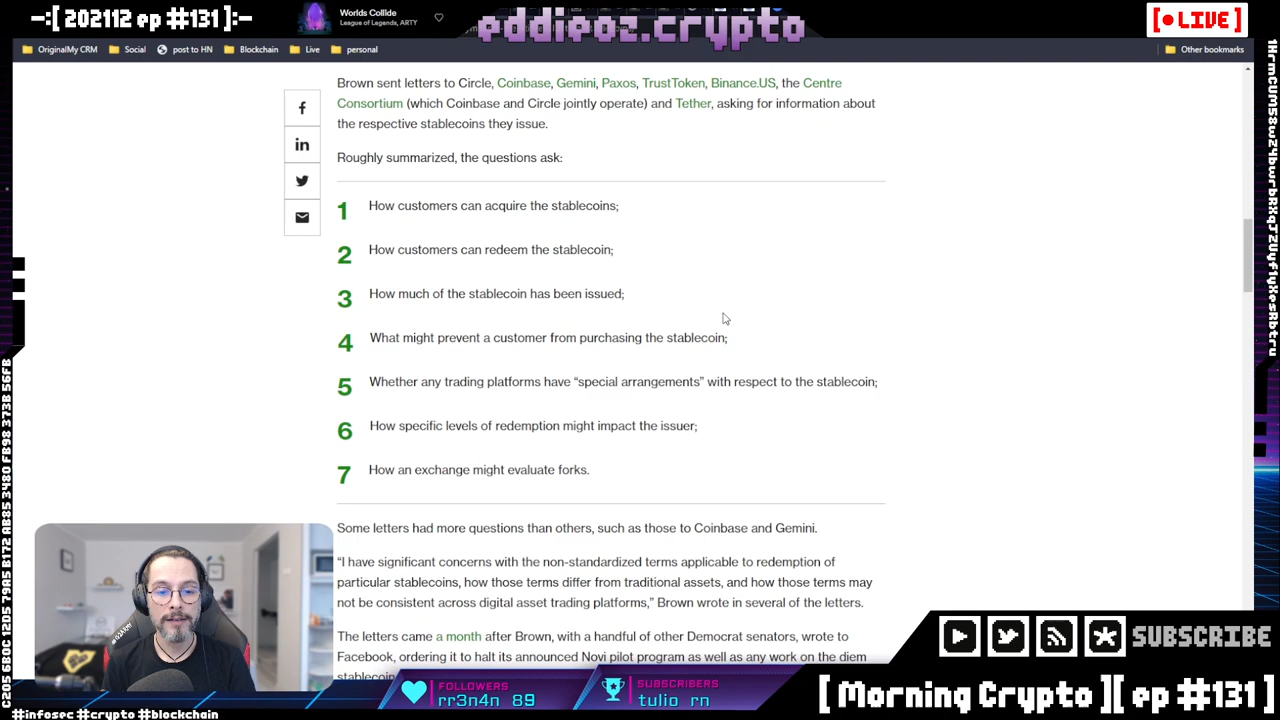 -:[ 202112 ep #131 ]:-
Worlds Collide
League of Legends, ARTY
eddieoz.crypto
[ LIVE ]
OriginalMy CRM
Social
post to HN
Blockchain
Live
personal
Other bookmarks
Brown sent letters to Circle, Coinbase, Gemini, Paxos, TrustToken, Binance.US, the Centre
Consortium (which Coinbase and Circle jointly operate) and Tether, asking for information about
the respective stablecoins they issue.
Roughly summarized, the questions ask:
1 How customers can acquire the stablecoins;
2 How customers can redeem the stablecoin;
3 How much of the stablecoin has been issued;
4 What might prevent a customer from purchasing the stablecoin;
5 Whether any trading platforms have “special arrangements” with respect to the stablecoin;
6 How specific levels of redemption might impact the issuer;
7 How an exchange might evaluate forks.
Some letters had more questions than others, such as those to Coinbase and Gemini.
“I have significant concerns with the non-standardized terms applicable to redemption of
particular stablecoins, how those terms differ from traditional assets, and how those terms may
not be consistent across digital asset trading platforms,” Brown wrote in several of the letters.
The letters came a month after Brown, with a handful of other Democrat senators, wrote to
Facebook, ordering it to halt its announced Novi pilot program as well as any work on the diem
stablecoin
SUBSCRIBE
FOLLOWERS
rr3n4n 89
SUBSCRIBERS
tulio_rn
[ Morning Crypto ][ ep #131 ]
#infosec #crypto #blockchain